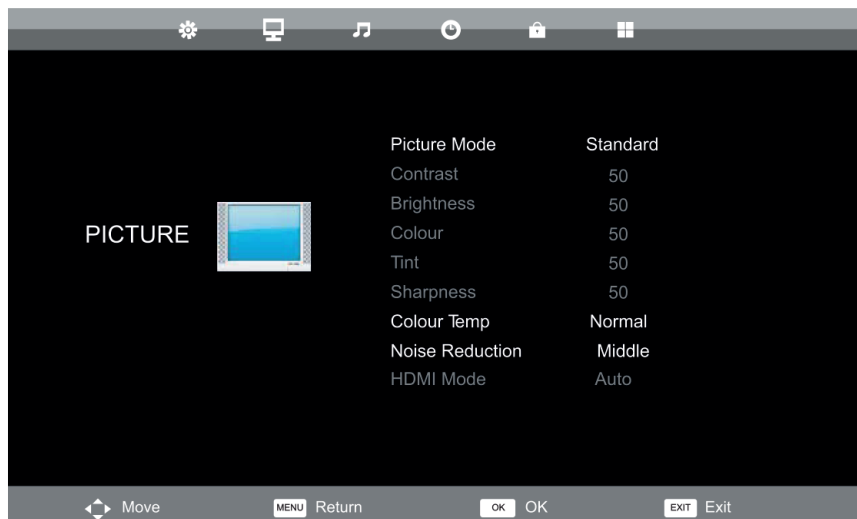 Picture Mode Standard
Contrast 50
Brightness 50
PICTURE
Colour 50
Tint 50
Sharpness 50
Colour Temp Normal
Noise Reduction Middle
HDMI Mode Auto
Move MENU Return OK OK EXIT Exit